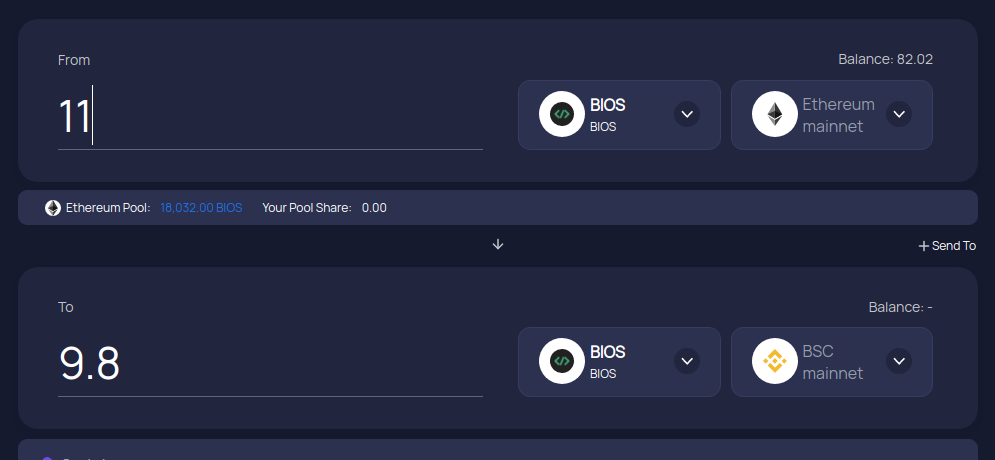 From
Balance: 82.02
11
BIOS
BIOS
Ethereum
mainnet
Ethereum Pool: 18,032.00 BIOS Your Pool Share: 0.00
Send To
To
Balance: -
9.8
BIOS
BIOS
BSC
mainnet